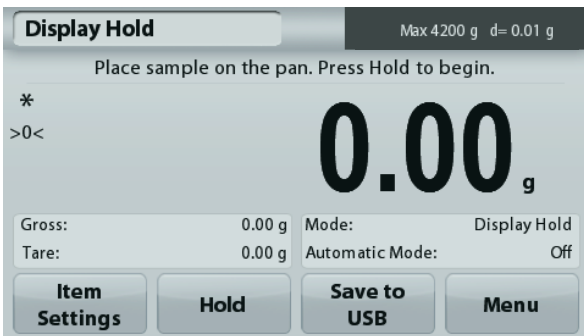 Display Hold
Max 4200 g d= 0.01 g
Place sample on the pan. Press Hold to begin.
*
>0<
0.00 g
Gross: 0.00 g
Tare: 0.00 g
Mode: Display Hold
Automatic Mode: Off
Item Settings
Hold
Save to USB
Menu